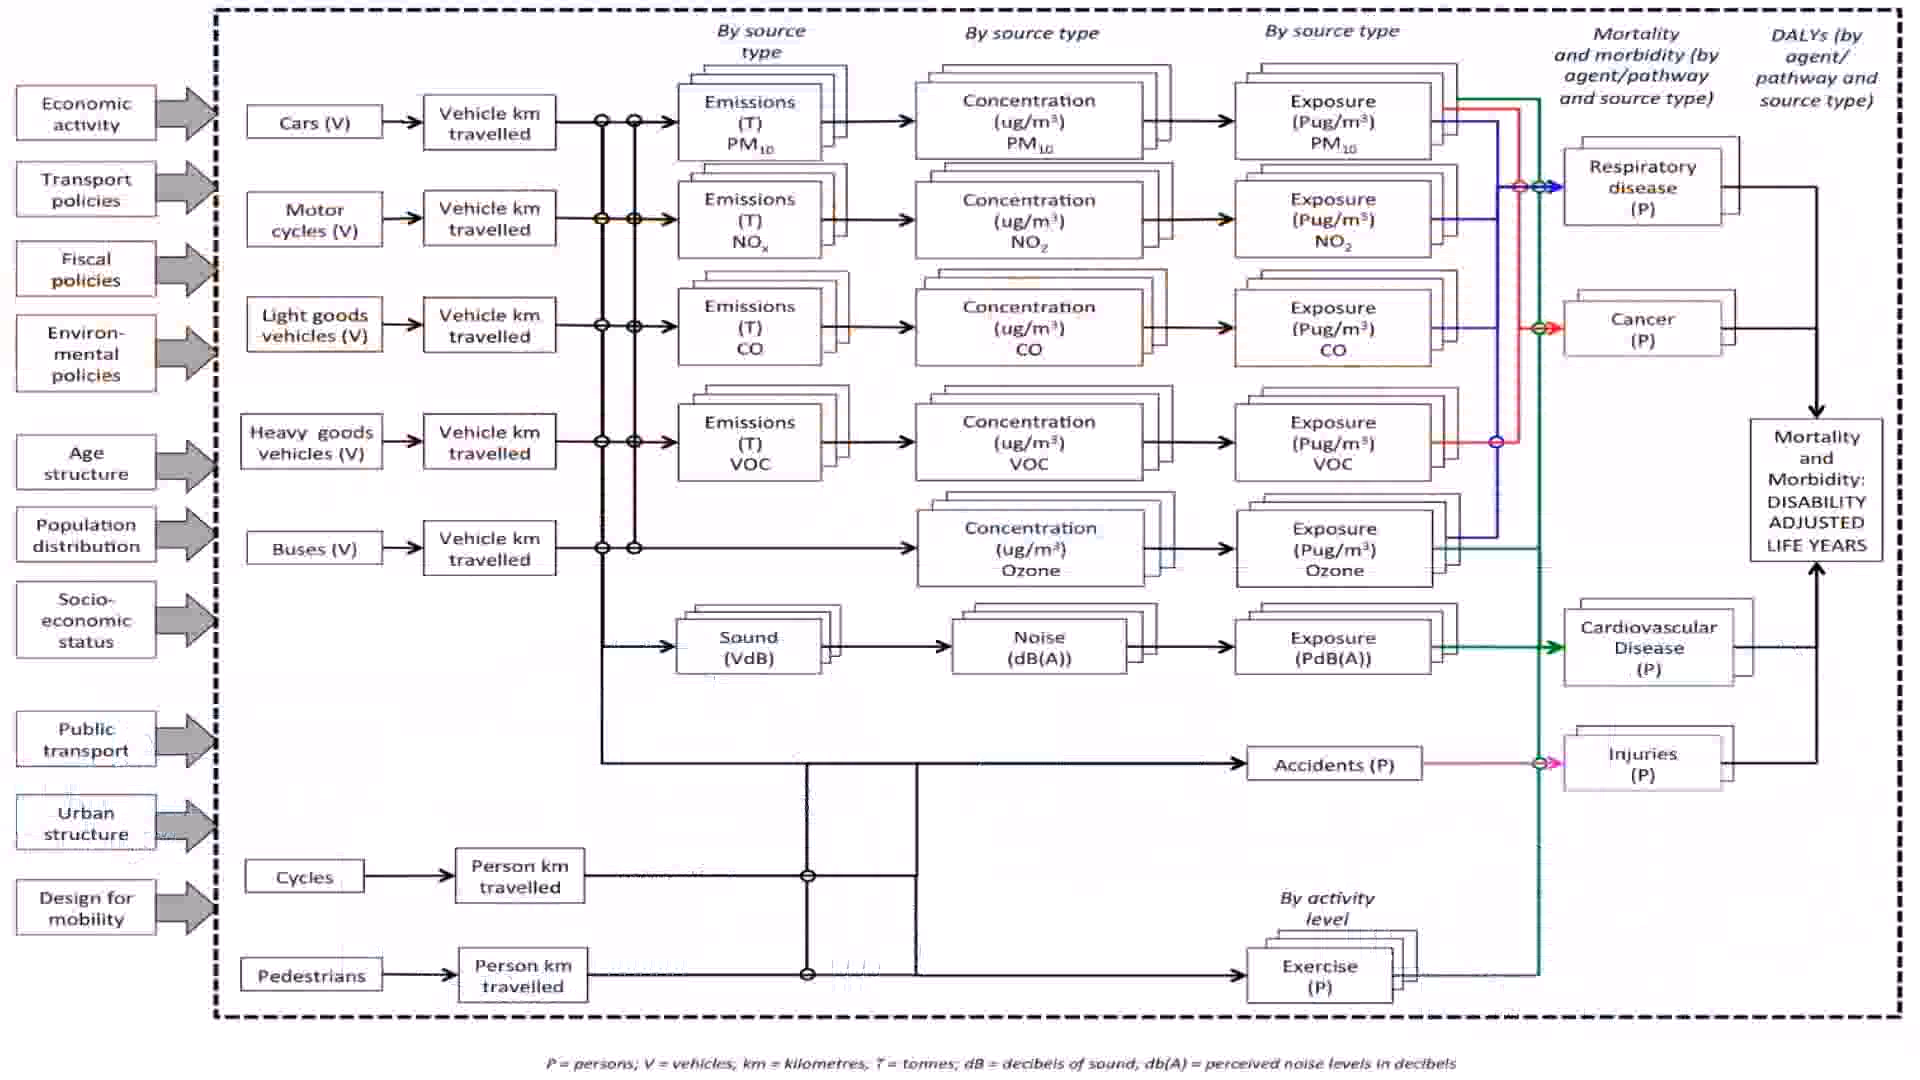 By source
type
By source type
By source type
Mortality
and morbidity (by
agent/pathway
and source type)
DALYs (by
agent/
pathway and
source type)
Economic
activity
Transport
policies
Fiscal
policies
Environ-
mental
policies
Age
structure
Population
distribution
Socio-
economic
status
Public
transport
Urban
structure
Design for
mobility
Cars (V)
Vehicle km
travelled
Emissions
(T)
PM10
Concentration
(ug/m³)
PM10
Exposure
(Pug/m³)
PM10
Motor
cycles (V)
Vehicle km
travelled
Emissions
(T)
NOx
Concentration
(ug/m³)
NO2
Exposure
(Pug/m³)
NO2
Respiratory
disease
(P)
Light goods
vehicles (V)
Vehicle km
travelled
Emissions
(T)
CO
Concentration
(ug/m³)
CO
Exposure
(Pug/m³)
CO
Cancer
(P)
Heavy goods
vehicles (V)
Vehicle km
travelled
Emissions
(T)
VOC
Concentration
(ug/m³)
VOC
Exposure
(Pug/m³)
VOC
Mortality
and
Morbidity:
DISABILITY
ADJUSTED
LIFE YEARS
Buses (V)
Vehicle km
travelled
Concentration
(ug/m³)
Ozone
Exposure
(Pug/m³)
Ozone
Sound
(VdB)
Noise
(dB(A))
Exposure
(PdB(A))
Cardiovascular
Disease
(P)
Accidents (P)
Injuries
(P)
Cycles
Person km
travelled
By activity
level
Pedestrians
Person km
travelled
Exercise
(P)
P = persons; V = vehicles; km = kilometres; T = tonnes; dB = decibels of sound, db(A) = perceived noise levels in decibels